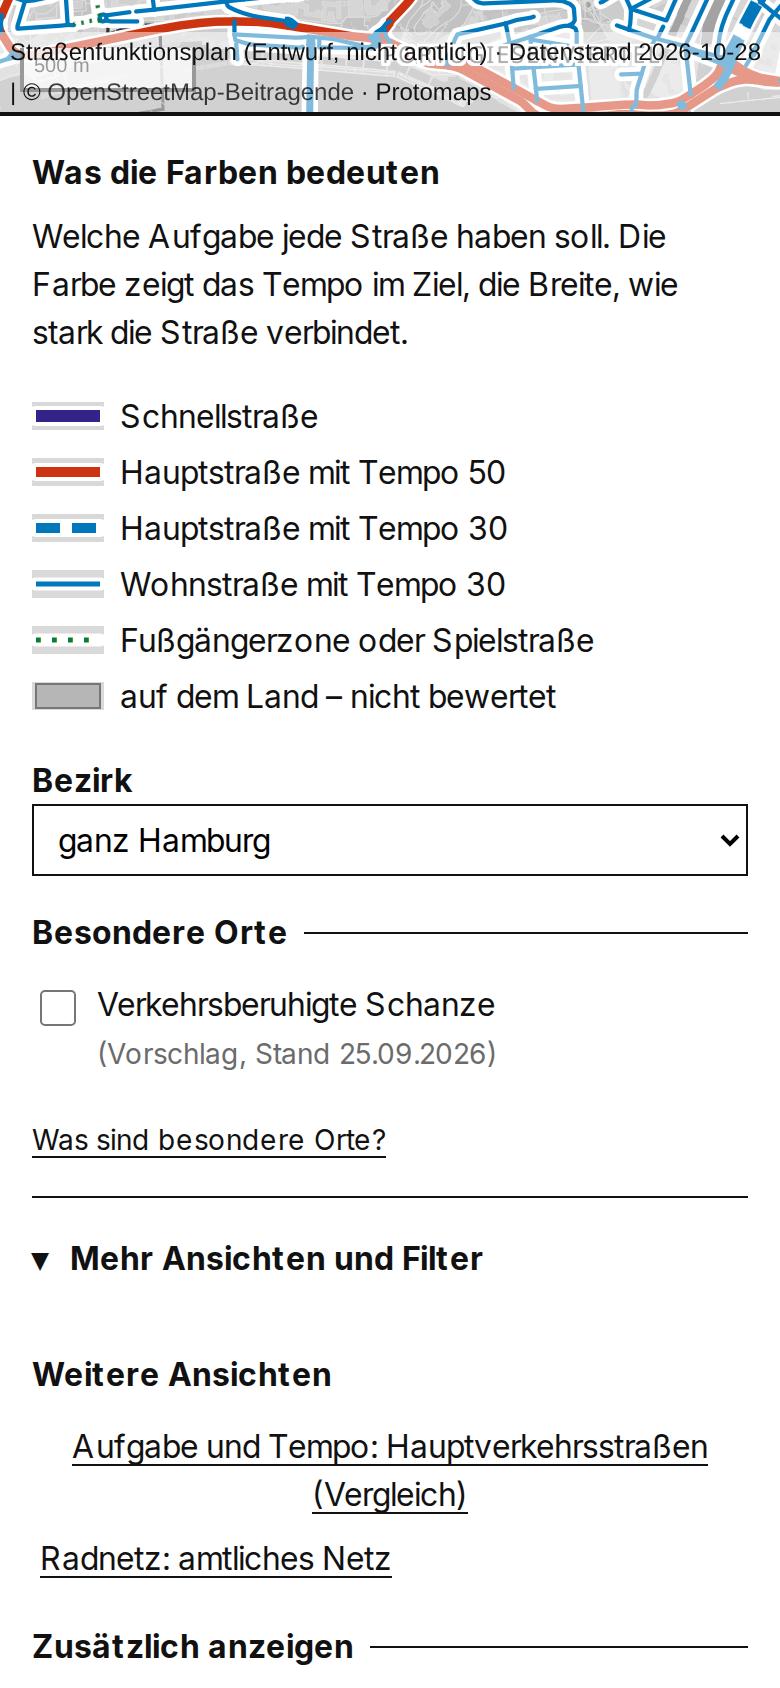 Straßenfunktionsplan (Entwurf, nicht amtlich) · Datenstand 2026-10-28
500 m
| © OpenStreetMap-Beitragende · Protomaps
Was die Farben bedeuten
Welche Aufgabe jede Straße haben soll. Die
Farbe zeigt das Tempo im Ziel, die Breite, wie
stark die Straße verbindet.
Schnellstraße
Hauptstraße mit Tempo 50
Hauptstraße mit Tempo 30
Wohnstraße mit Tempo 30
Fußgängerzone oder Spielstraße
auf dem Land – nicht bewertet
Bezirk
ganz Hamburg
Besondere Orte
Verkehrsberuhigte Schanze
(Vorschlag, Stand 25.09.2026)
Was sind besondere Orte?
▼ Mehr Ansichten und Filter
Weitere Ansichten
Aufgabe und Tempo: Hauptverkehrsstraßen
(Vergleich)
Radnetz: amtliches Netz
Zusätzlich anzeigen